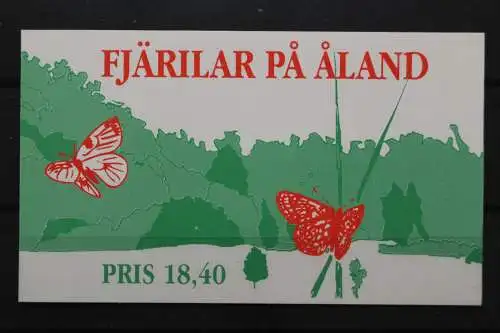 FJÄRILAR PÅ ÅLAND
PRIS 18,40